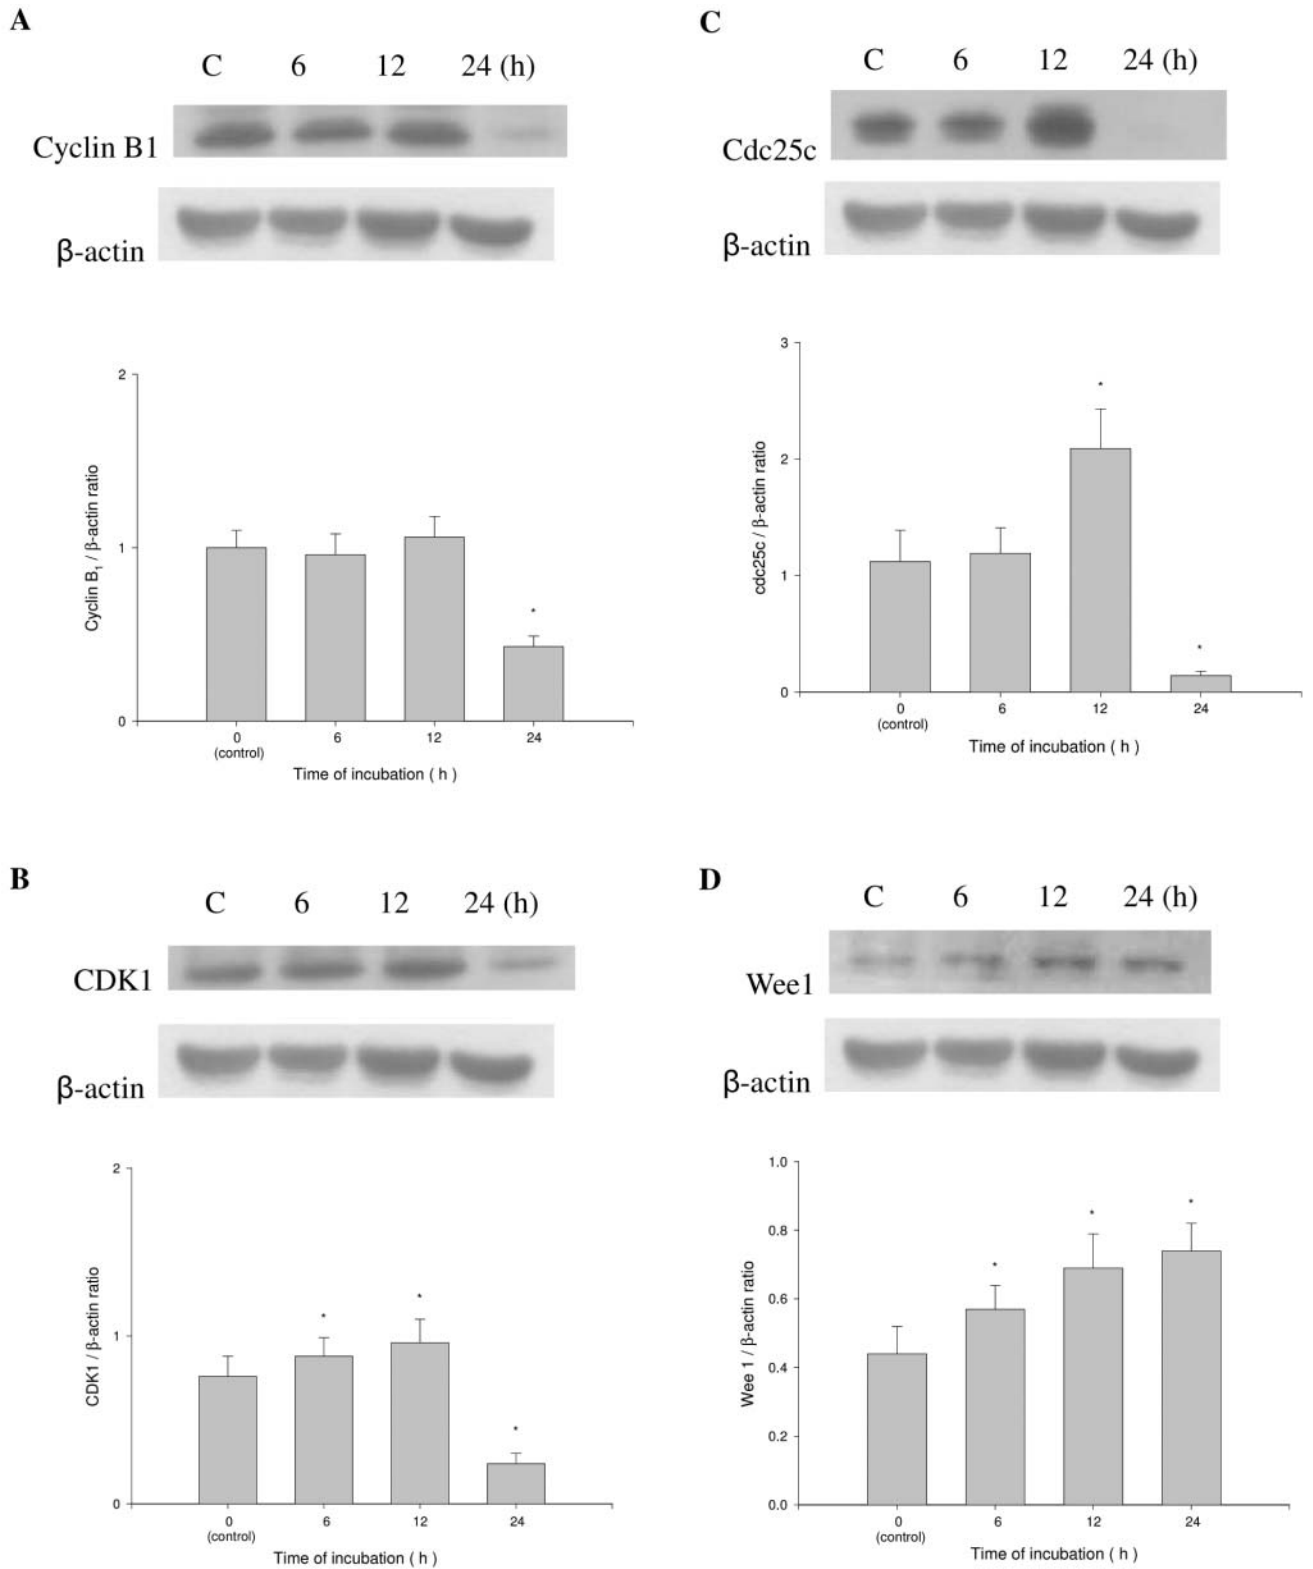 A
C 6 12 24 (h)
Cyclin B1
β-actin
2
1
0
Cyclin B1 / β-actin ratio
*
0 6 12 24
(control)
Time of incubation ( h )
C
C 6 12 24 (h)
Cdc25c
β-actin
3
2
1
0
cdc25c / β-actin ratio
*
*
0 6 12 24
(control)
Time of incubation ( h )
B
C 6 12 24 (h)
CDK1
β-actin
2
1
0
CDK1 / β-actin ratio
*
*
*
0 6 12 24
(control)
Time of incubation ( h )
D
C 6 12 24 (h)
Wee1
β-actin
1.0
0.8
0.6
0.4
0.2
0.0
Wee 1 / β-actin ratio
*
*
*
0 6 12 24
(control)
Time of incubation ( h )